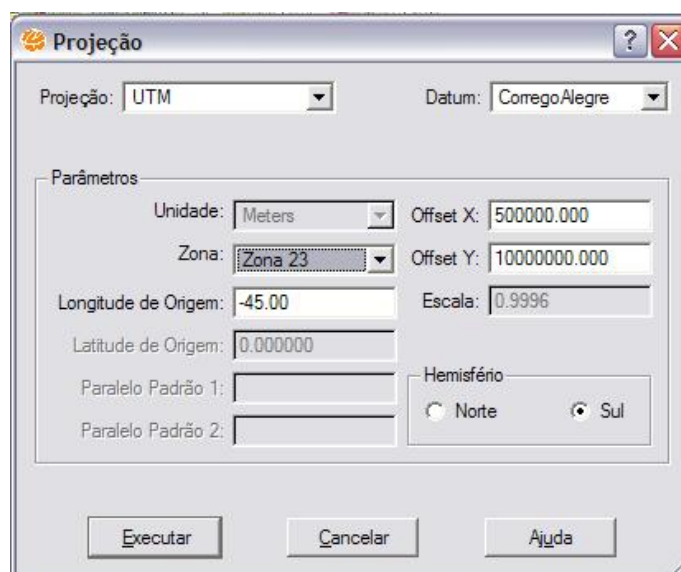 Projeção
Projeção: UTM Datum: CorregoAlegre
Parâmetros
Unidade: Meters Offset X: 500000.000
Zona: Zona 23 Offset Y: 10000000.000
Longitude de Origem: -45.00 Escala: 0.9996
Latitude de Origem: 0.000000
Hemisfério
Paralelo Padrão 1:
Norte Sul
Paralelo Padrão 2:
Executar Cancelar Ajuda